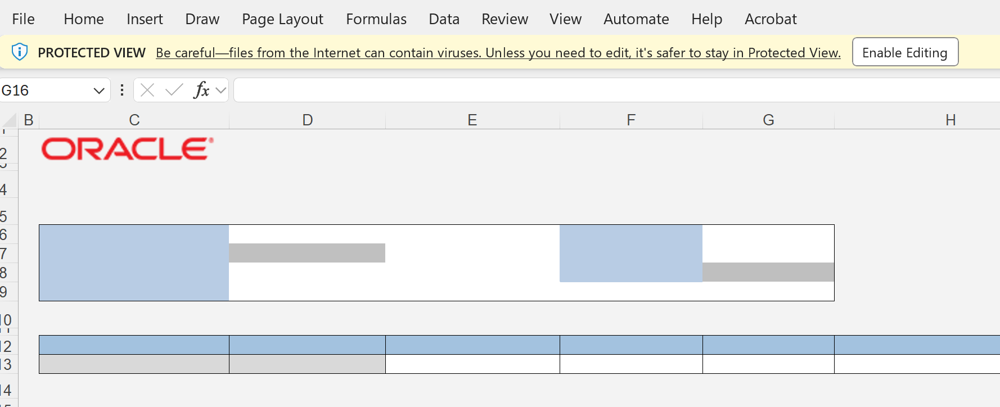 File Home Insert Draw Page Layout Formulas Data Review View Automate Help Acrobat
PROTECTED VIEW Be careful—files from the Internet can contain viruses. Unless you need to edit, it's safer to stay in Protected View. Enable Editing
G16 fx
B C D E F G H
2 ORACLE®
4
5
6
7
8
9
10
12
13
14